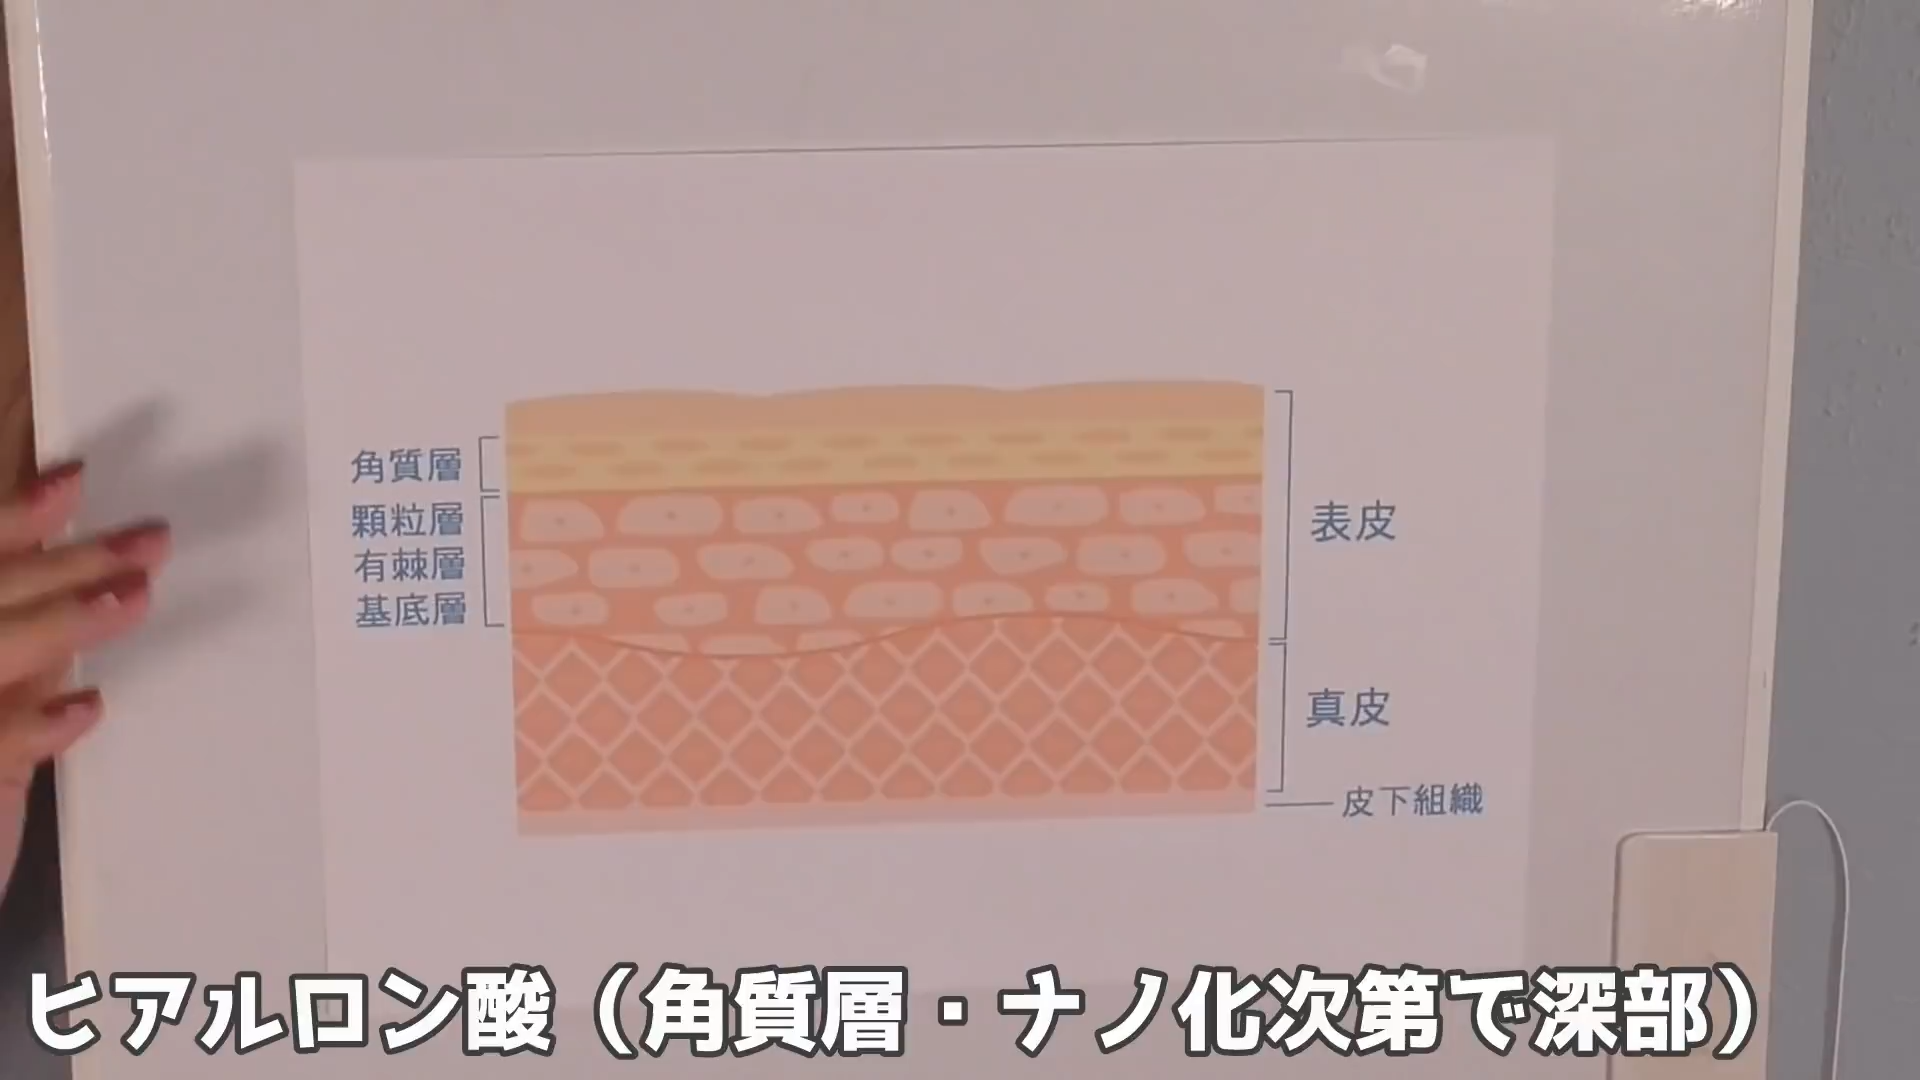 角質層
顆粒層
有棘層
基底層
表皮
真皮
皮下組織
ヒアルロン酸（角質層・ナノ化次第で深部）